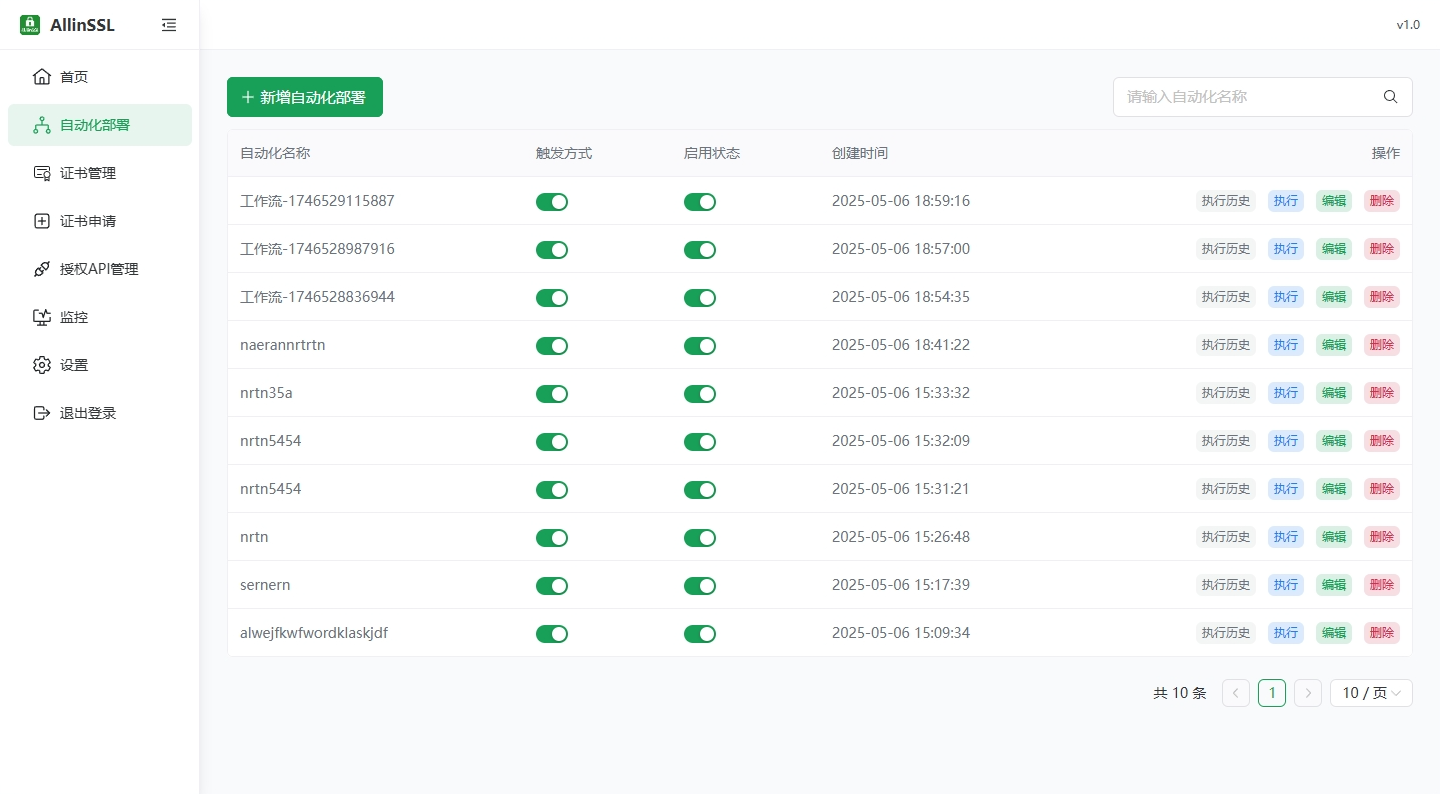 AllinSSL
v1.0
首页
自动化部署
证书管理
证书申请
授权API管理
监控
设置
退出登录
新增自动化部署
请输入自动化名称
自动化名称 触发方式 启用状态 创建时间 操作
工作流-1746529115887 2025-05-06 18:59:16 执行历史 执行 编辑 删除
工作流-1746528987916 2025-05-06 18:57:00 执行历史 执行 编辑 删除
工作流-1746528836944 2025-05-06 18:54:35 执行历史 执行 编辑 删除
naerannrtrtn 2025-05-06 18:41:22 执行历史 执行 编辑 删除
nrtn35a 2025-05-06 15:33:32 执行历史 执行 编辑 删除
nrtn5454 2025-05-06 15:32:09 执行历史 执行 编辑 删除
nrtn5454 2025-05-06 15:31:21 执行历史 执行 编辑 删除
nrtn 2025-05-06 15:26:48 执行历史 执行 编辑 删除
sernern 2025-05-06 15:17:39 执行历史 执行 编辑 删除
alwejfkwfwordklaskjdf 2025-05-06 15:09:34 执行历史 执行 编辑 删除
共 10 条 1 10 / 页